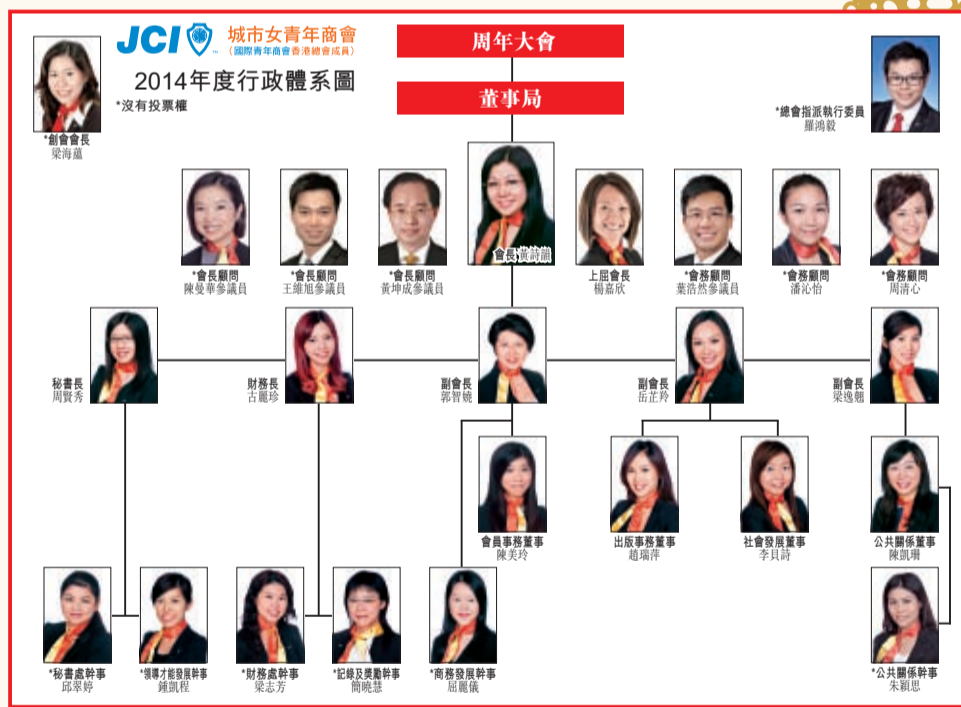 JCI 城市女青年商會
(國際青年商會香港總會成員)
2014年度行政體系圖
*沒有投票權
周年大會
董事局
*創會會長
梁海蘊
*總會指派執行委員
羅鴻毅
*會長顧問
陳曼華參議員
*會長顧問
王維旭參議員
*會長顧問
黃坤成參議員
會長 黃詩韻
上屆會長
楊嘉欣
*會務顧問
葉浩然參議員
*會務顧問
潘沁怡
*會務顧問
周清心
秘書長
周賢秀
財務長
古麗珍
副會長
郭智嬈
副會長
岳芷羚
副會長
梁逸翹
會員事務董事
陳美玲
出版事務董事
趙瑞萍
社會發展董事
李貝詩
公共關係董事
陳凱珊
*秘書處幹事
邱翠婷
*領導才能發展幹事
鍾凱程
*財務處幹事
梁志芳
*記錄及獎勵幹事
簡曉慧
*商務發展幹事
屈麗儀
*公共關係幹事
朱穎思